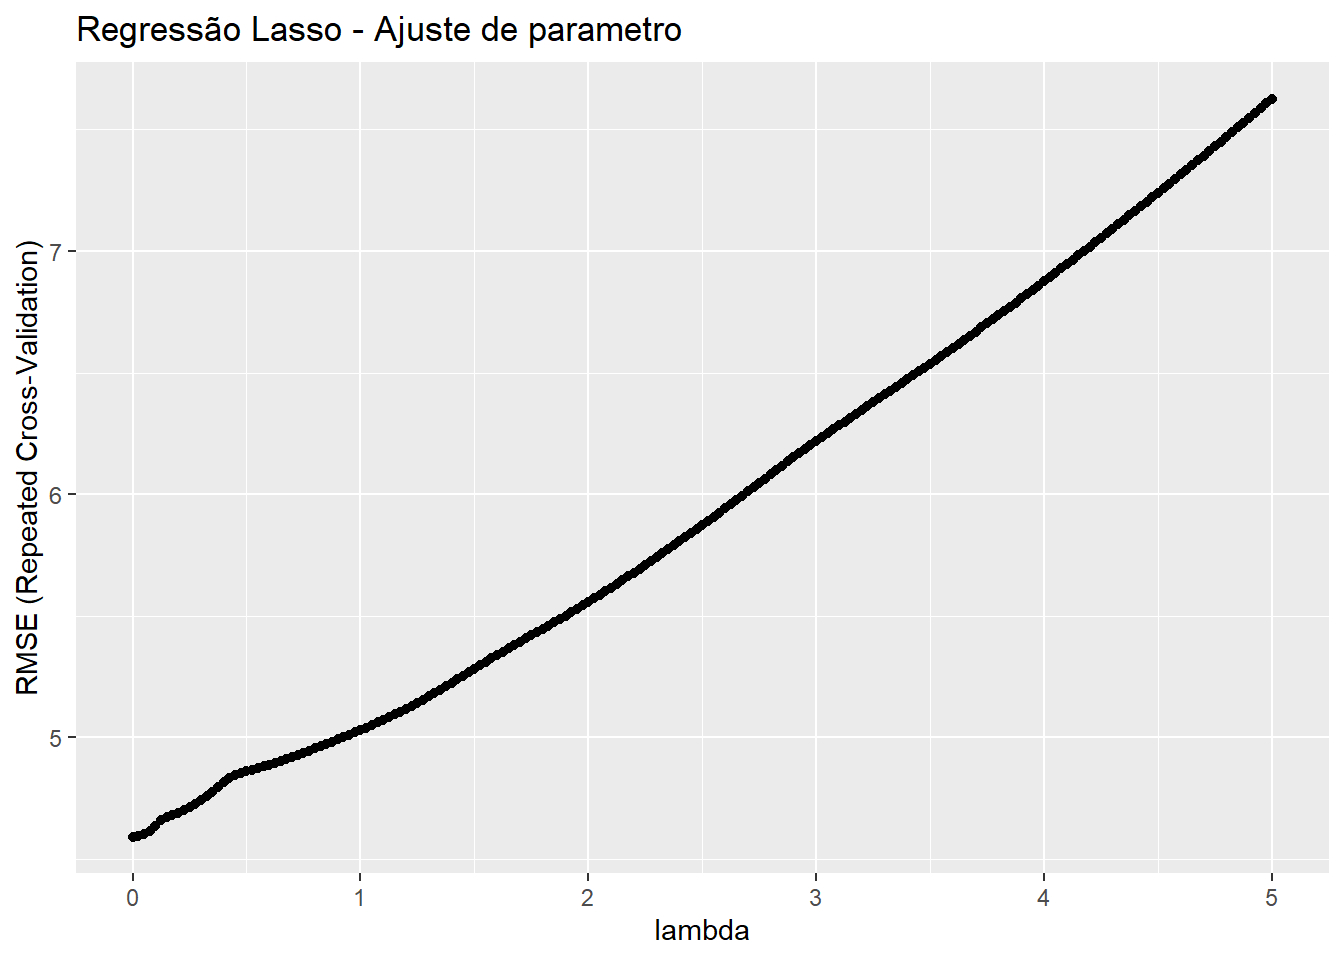 Regressão Lasso - Ajuste de parametro
RMSE (Repeated Cross-Validation)
7
6
5
0 1 2 3 4 5
lambda